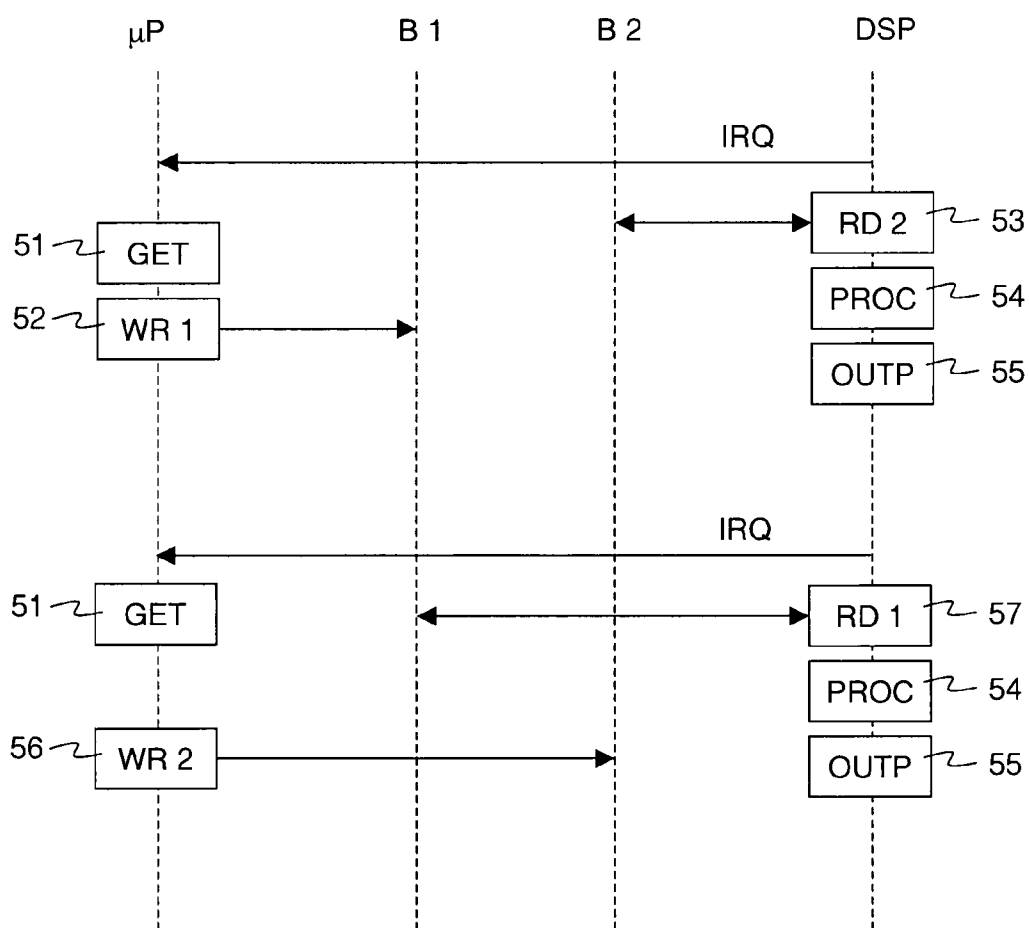 μP B 1 B 2 DSP
IRQ
RD 2 53
51 GET
PROC 54
52 WR 1
OUTP 55
IRQ
51 GET RD 1 57
PROC 54
56 WR 2 OUTP 55